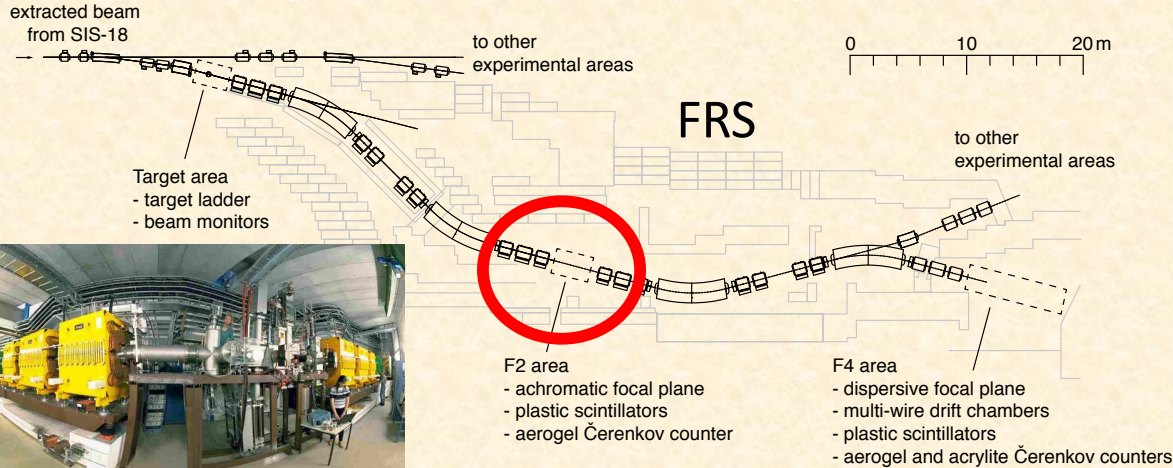 extracted beam
from SIS-18
to other
experimental areas
0 10 20 m
FRS
to other
experimental areas
Target area
- target ladder
- beam monitors
F2 area
- achromatic focal plane
- plastic scintillators
- aerogel Čerenkov counter
F4 area
- dispersive focal plane
- multi-wire drift chambers
- plastic scintillators
- aerogel and acrylite Čerenkov counters